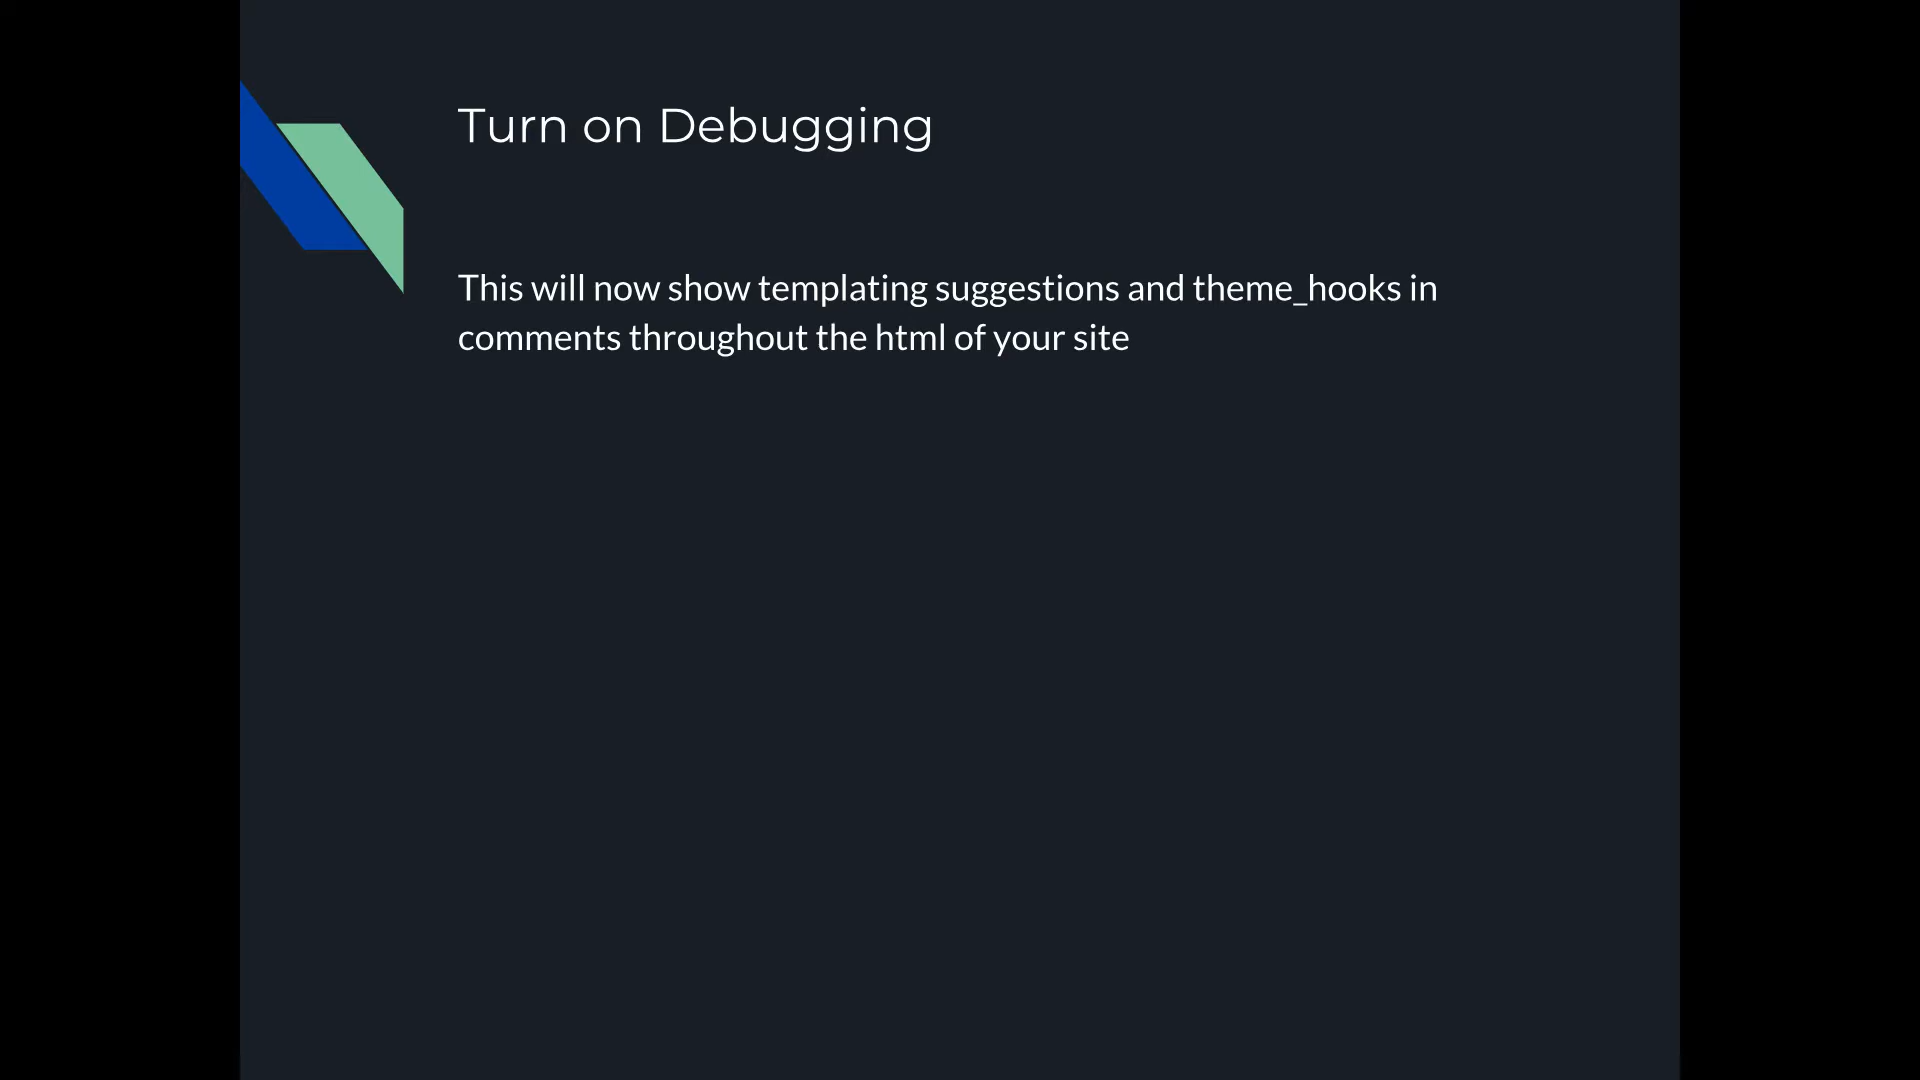 Turn on Debugging
This will now show templating suggestions and theme_hooks in
comments throughout the html of your site